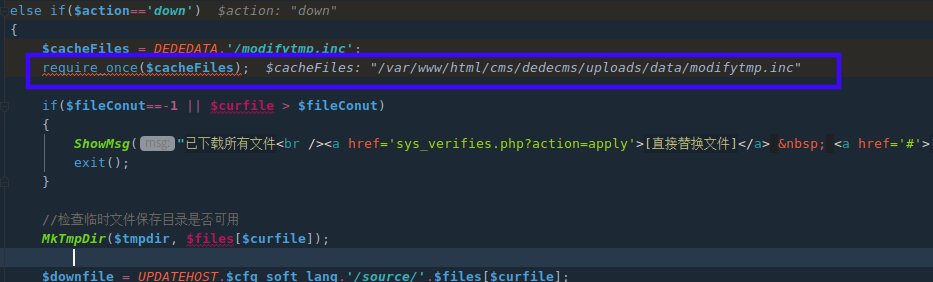 else if($action=='down')  $action: "down"
{
$cacheFiles = DEDEDATA.'/modifytmp.inc';
require_once($cacheFiles);  $cacheFiles: "/var/www/html/cms/dedecms/uploads/data/modifytmp.inc"
if($fileConut==-1 || $curfile > $fileConut)
{
ShowMsg( msg: "已下载所有文件<br /><a href='sys_verifies.php?action=apply'>[直接替换文件]</a> &nbsp; <a href='#'>
exit();
}
//检查临时文件保存目录是否可用
MkTmpDir($tmpdir, $files[$curfile]);
$downfile = UPDATEHOST.$cfg_soft_lang.'/source/'.$files[$curfile];